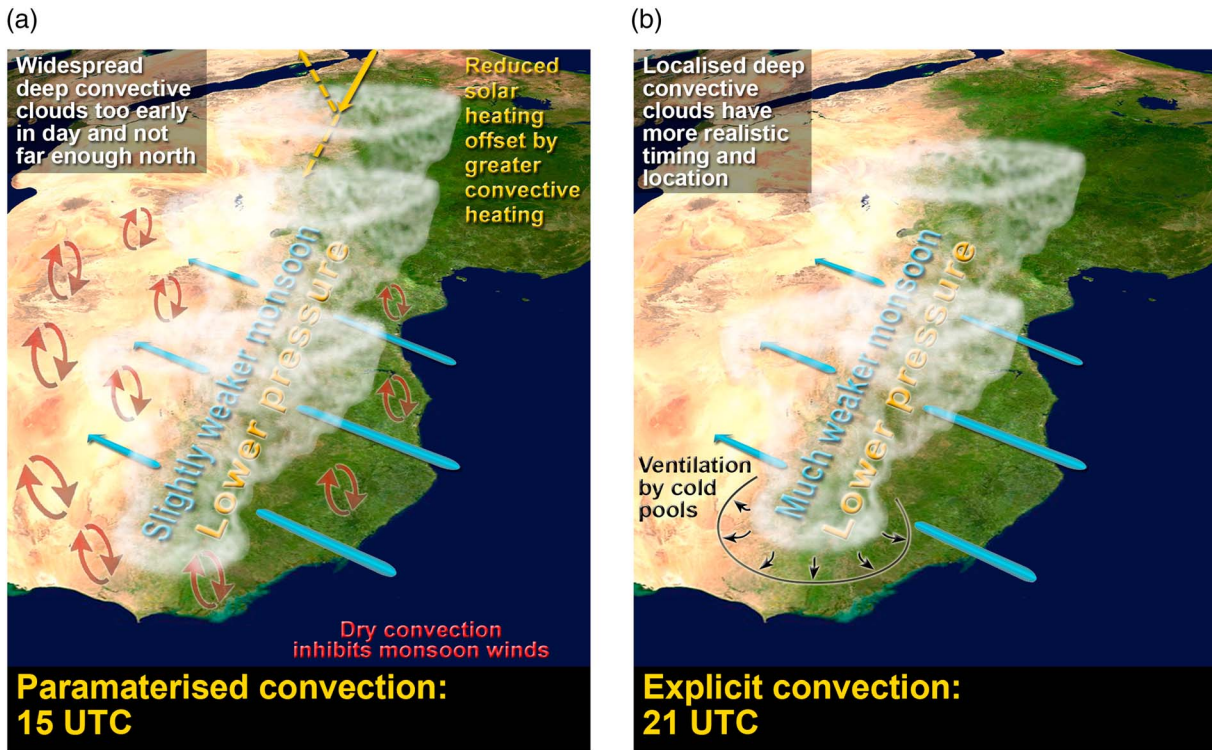 (a)
Widespread
deep convective
clouds too early
in day and not
far enough north
Reduced
solar
heating
offset by
greater
convective
heating
Slightly weaker monsoon
Lower pressure
Dry convection
inhibits monsoon winds
Paramaterised convection:
15 UTC
(b)
Localised deep
convective
clouds have
more realistic
timing and
location
Much weaker monsoon
Lower pressure
Ventilation
by cold
pools
Explicit convection:
21 UTC